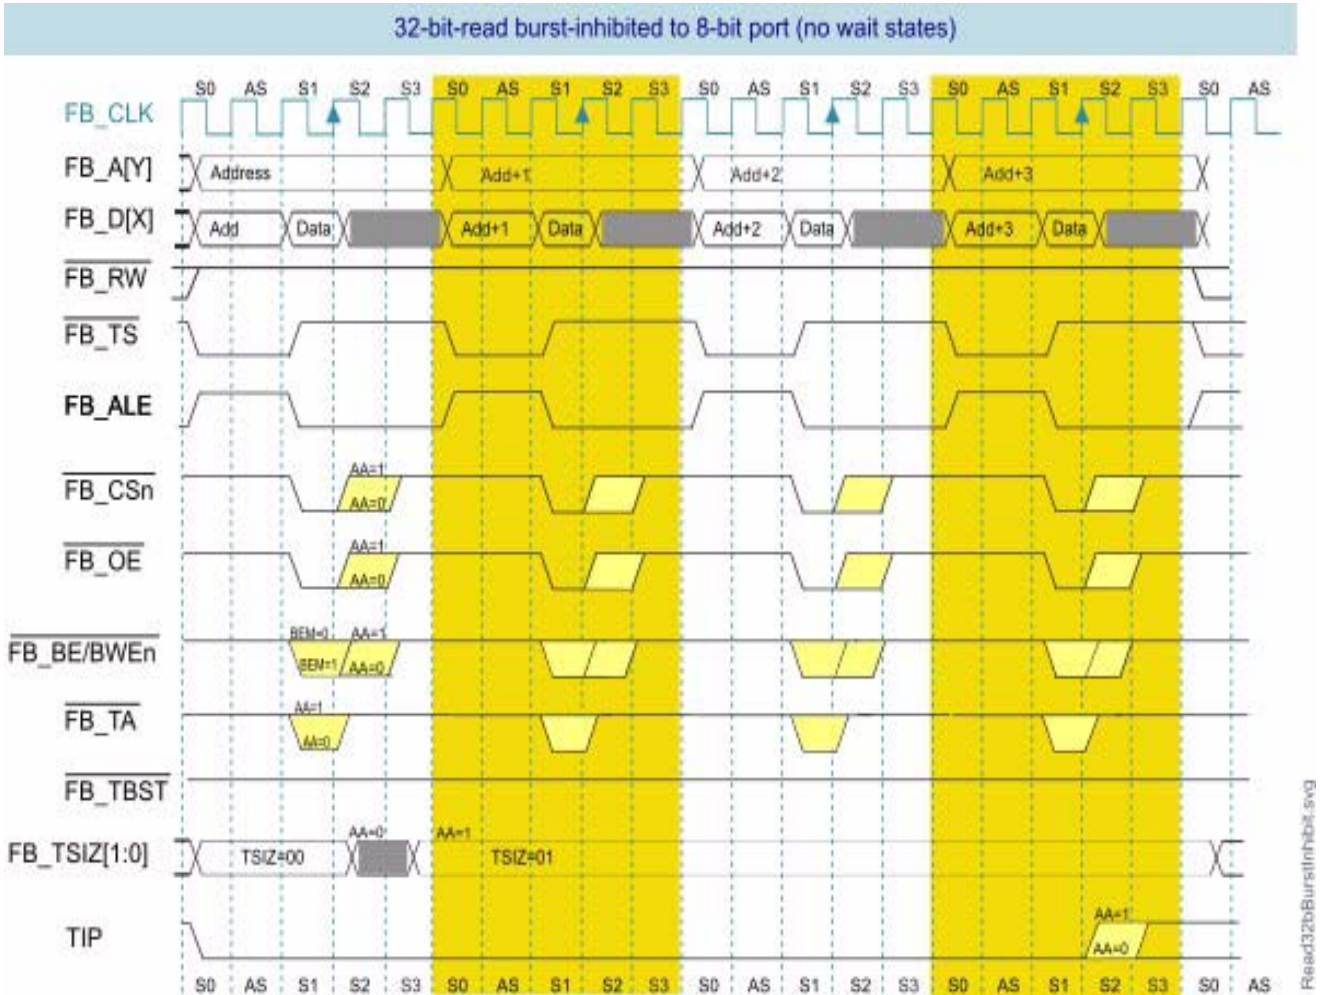 32-bit-read burst-inhibited to 8-bit port (no wait states)
S0 AS S1 S2 S3 S0 AS S1 S2 S3 S0 AS S1 S2 S3 S0 AS S1 S2 S3 S0 AS
FB_CLK
FB_A[Y] Address Add+1 Add+2 Add+3
FB_D[X] Add Data Add+1 Data Add+2 Data Add+3 Data
FB_RW
FB_TS
FB_ALE
AA=1
FB_CSn AA=0
AA=1
FB_OE AA=0
BEM=0 AA=1
FB_BE/BWEn BEM=1 AA=0
AA=1
FB_TA AA=0
FB_TBST
AA=0 AA=1
FB_TSIZ[1:0] TSIZ=00 TSIZ=01
AA=1
TIP AA=0
S0 AS S1 S2 S3 S0 AS S1 S2 S3 S0 AS S1 S2 S3 S0 AS S1 S2 S3 S0 AS
Read32bBurstInhibit.svg